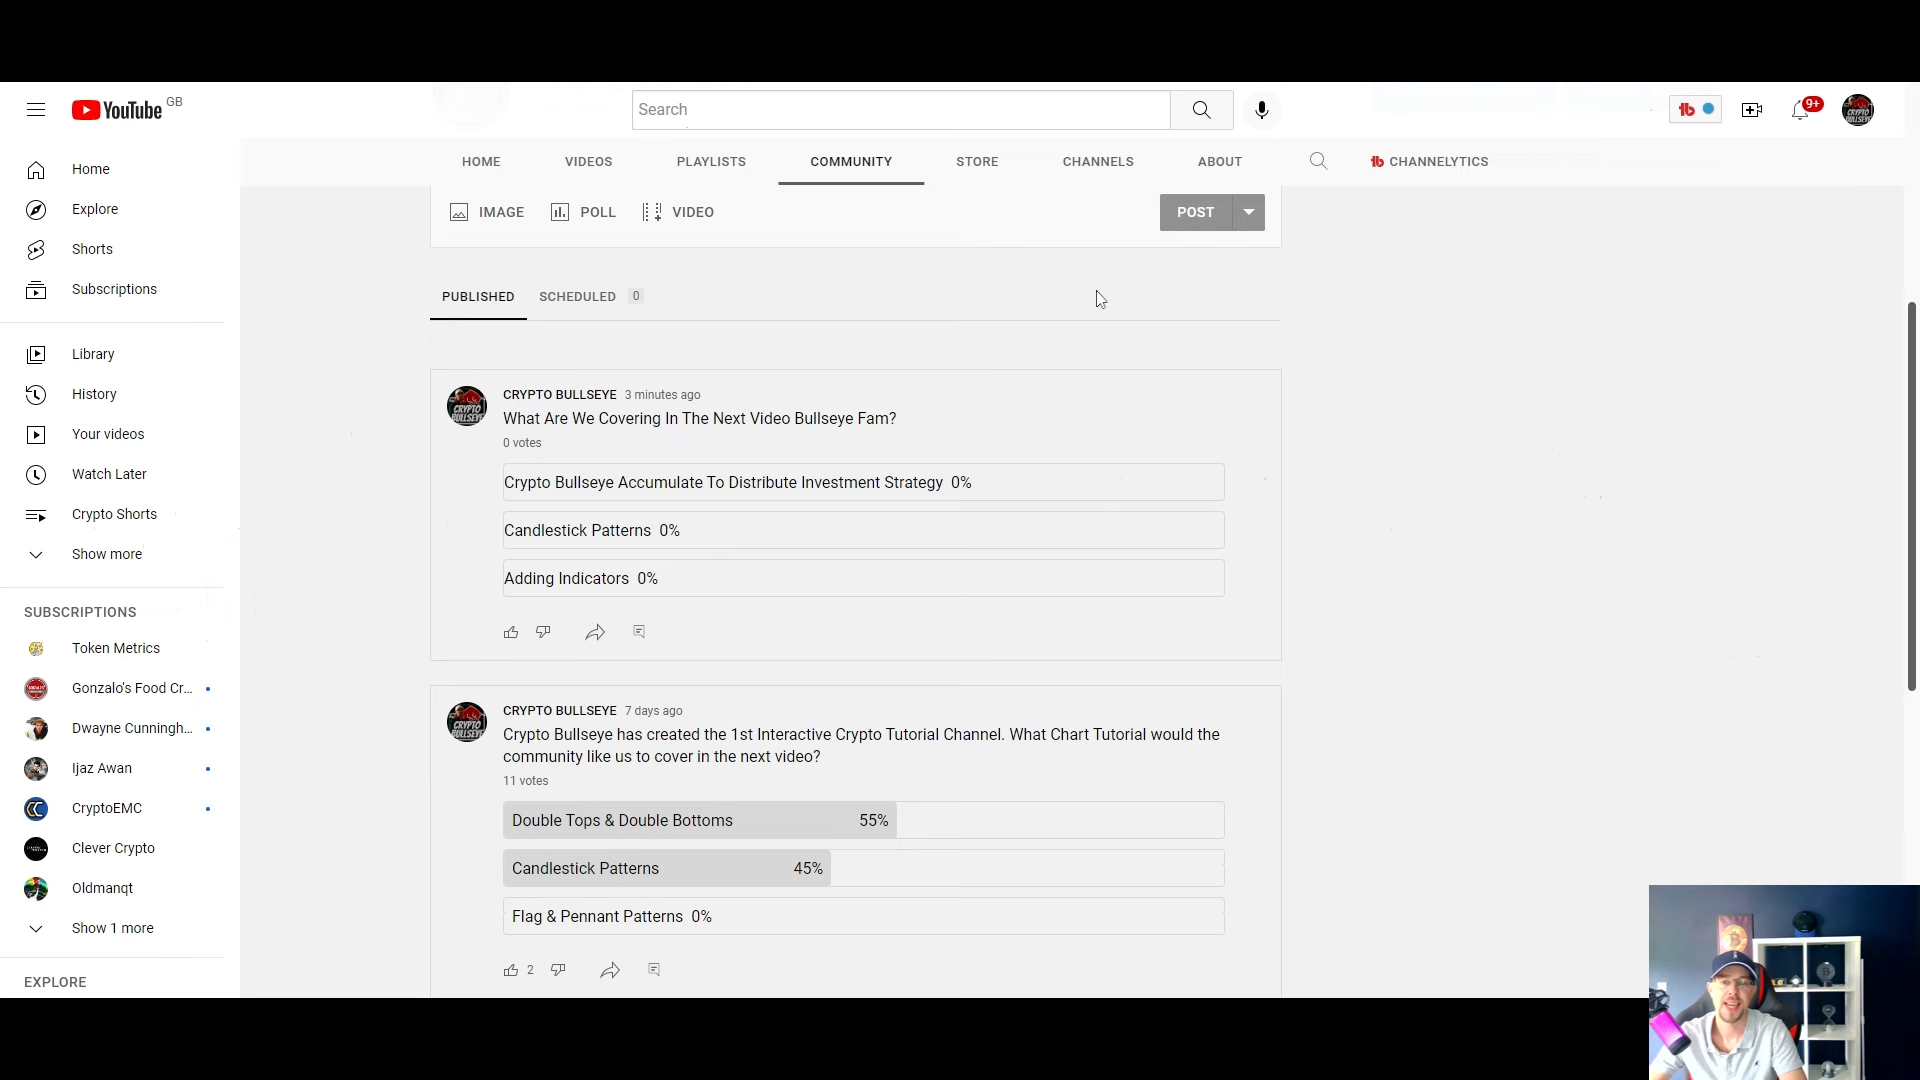 YouTube GB
Search
9+
HOME VIDEOS PLAYLISTS COMMUNITY STORE CHANNELS ABOUT CHANNELYTICS
Home
Explore
Shorts
Subscriptions
Library
History
Your videos
Watch Later
Crypto Shorts
Show more
SUBSCRIPTIONS
Token Metrics
Gonzalo's Food Cr...
Dwayne Cunningh...
Ijaz Awan
CryptoEMC
Clever Crypto
Oldmanqt
Show 1 more
EXPLORE
IMAGE POLL VIDEO POST
PUBLISHED SCHEDULED 0
CRYPTO BULLSEYE 3 minutes ago
What Are We Covering In The Next Video Bullseye Fam?
0 votes
Crypto Bullseye Accumulate To Distribute Investment Strategy 0%
Candlestick Patterns 0%
Adding Indicators 0%
CRYPTO BULLSEYE 7 days ago
Crypto Bullseye has created the 1st Interactive Crypto Tutorial Channel. What Chart Tutorial would the
community like us to cover in the next video?
11 votes
Double Tops & Double Bottoms 55%
Candlestick Patterns 45%
Flag & Pennant Patterns 0%
2